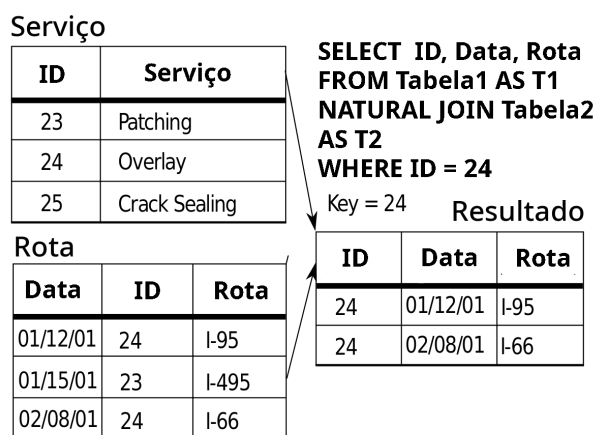 Serviço
ID Serviço
23 Patching
24 Overlay
25 Crack Sealing
SELECT ID, Data, Rota
FROM Tabela1 AS T1
NATURAL JOIN Tabela2
AS T2
WHERE ID = 24
Key = 24
Rota
Data ID Rota
01/12/01 24 I-95
01/15/01 23 I-495
02/08/01 24 I-66
Resultado
ID Data Rota
24 01/12/01 I-95
24 02/08/01 I-66